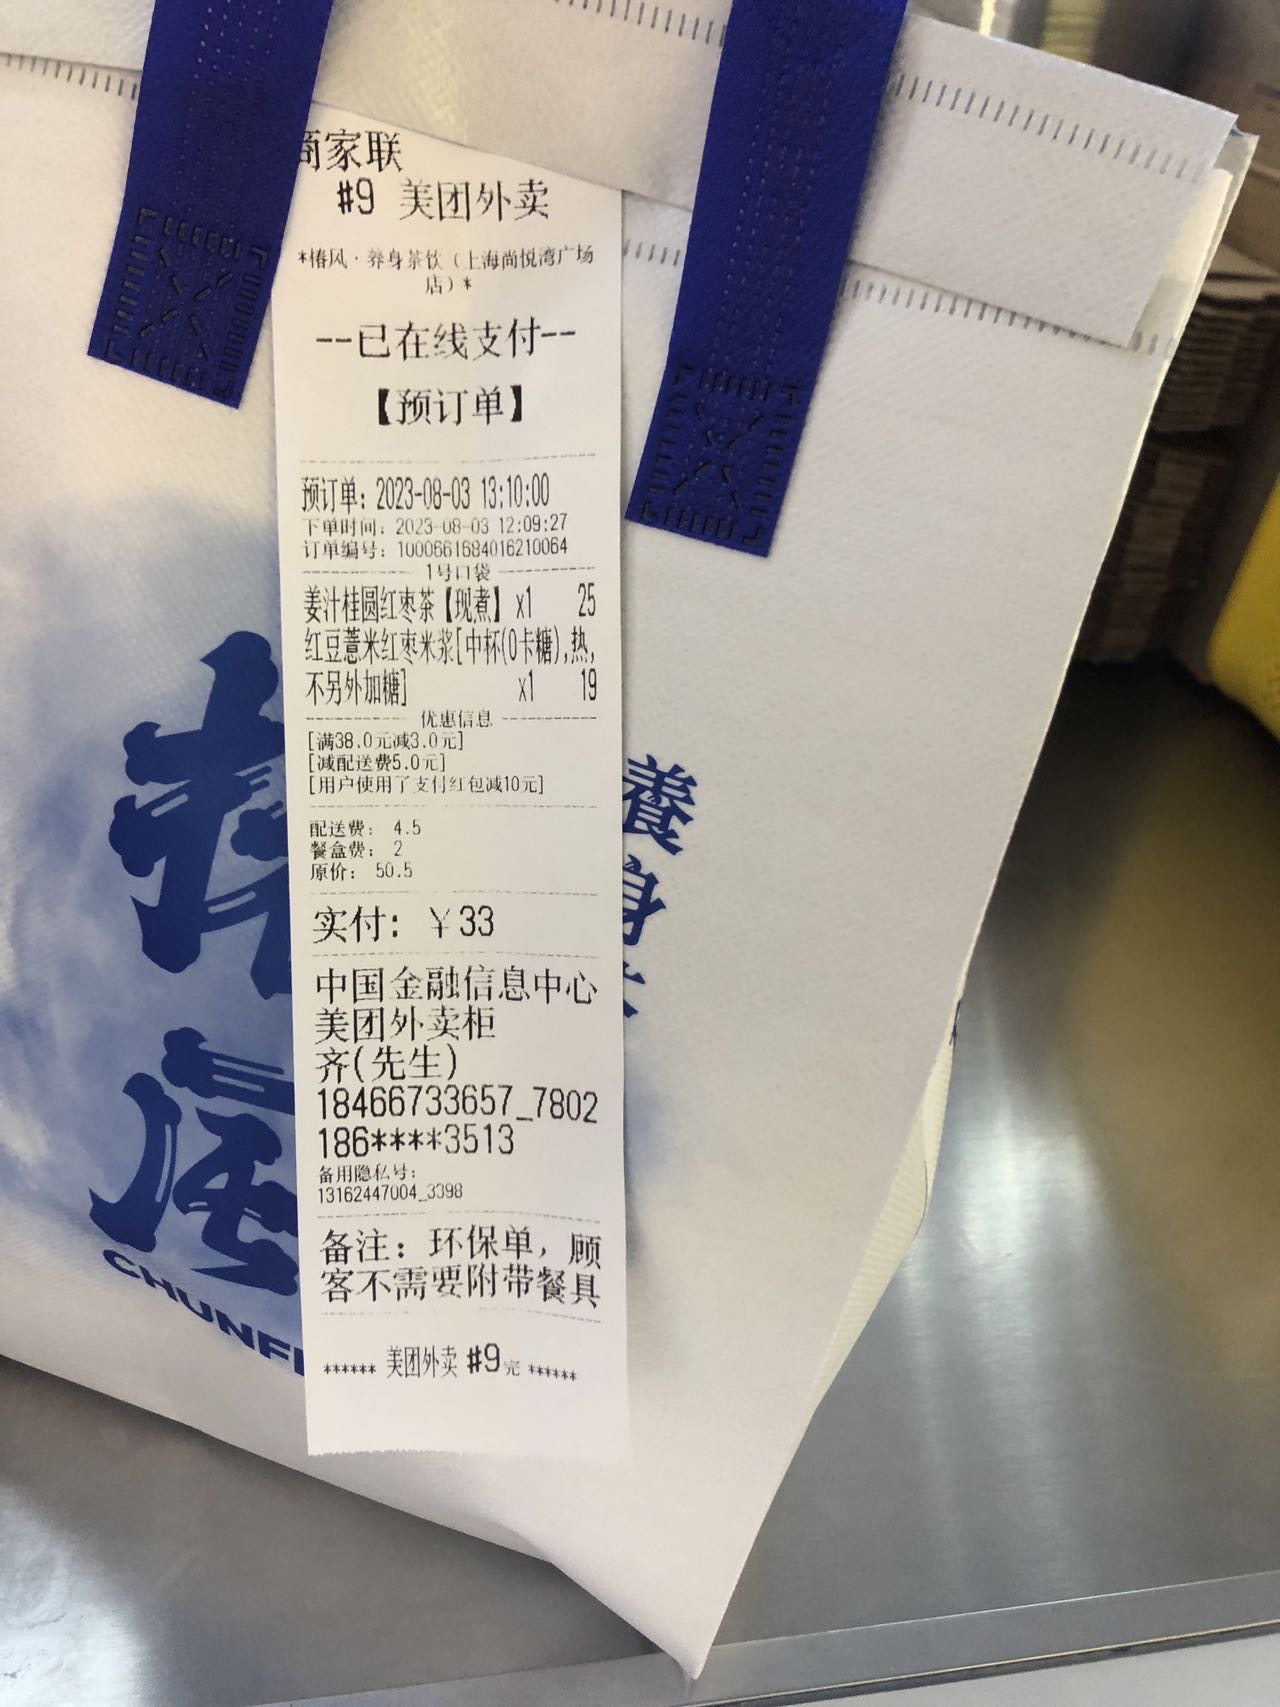 商家联
#9 美团外卖
*椿风·养身茶饮（上海尚悦湾广场
店）*
--已在线支付--
【预订单】
预订单: 2023-08-03 13:10:00
下单时间: 2023-08-03 12:09:27
订单编号: 1000661684016210064
1号口袋
姜汁桂圆红枣茶【现煮】 x1 25
红豆薏米红枣米浆[中杯(0卡糖),热,
不另外加糖] x1 19
优惠信息
[满38.0元减3.0元]
[减配送费5.0元]
[用户使用了支付红包减10元]
配送费: 4.5
餐盒费: 2
原价: 50.5
实付: ￥33
中国金融信息中心
美团外卖柜
齐(先生)
18466733657_7802
186****3513
备用隐私号:
13162447004_3398
备注: 环保单, 顾
客不需要附带餐具
****** 美团外卖 #9 完 ******
養身
CHUNF